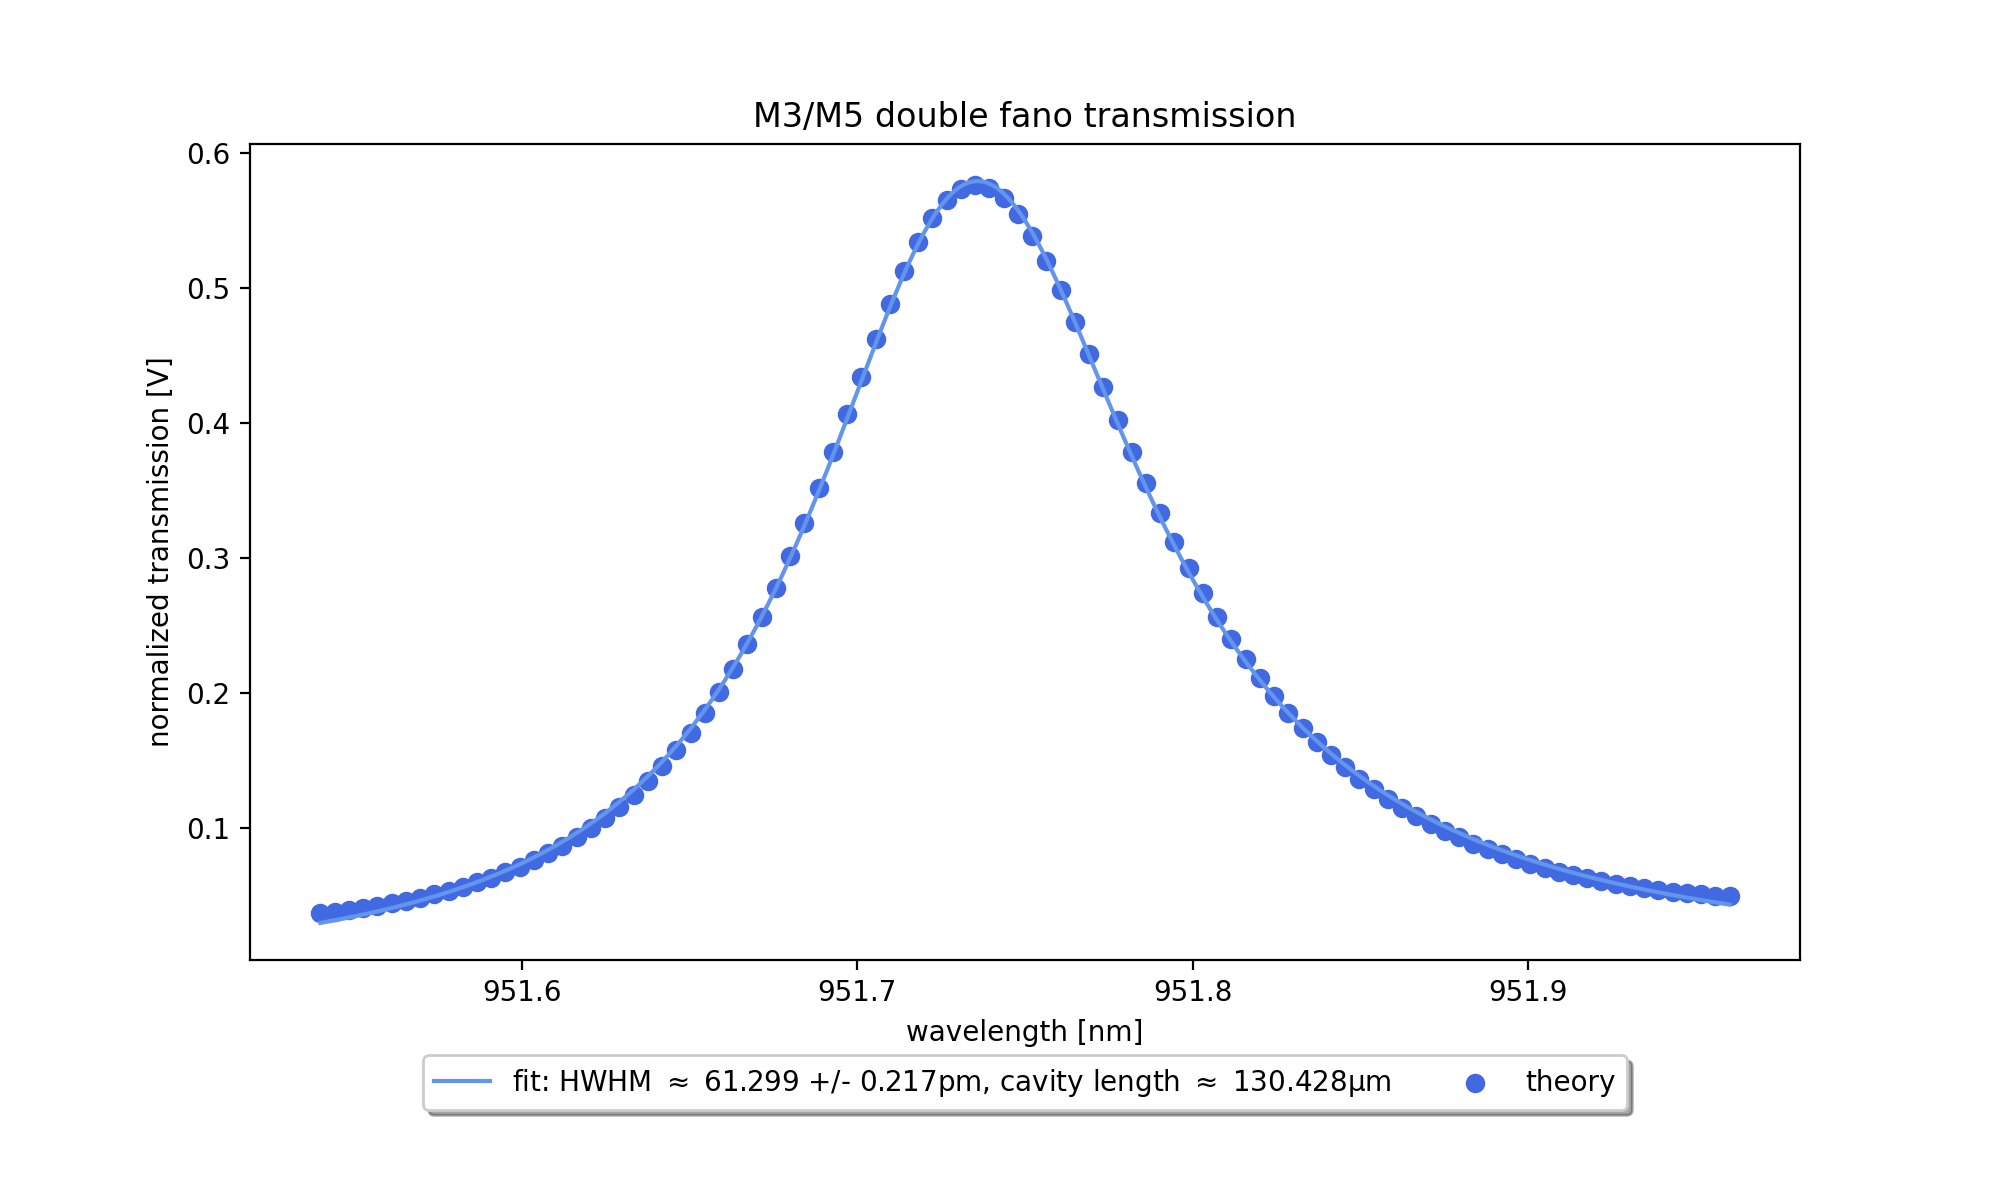 M3/M5 double fano transmission
0.6
0.5
0.4
0.3
0.2
0.1
normalized transmission [V]
951.6 951.7 951.8 951.9
wavelength [nm]
fit: HWHM ≈ 61.299 +/- 0.217pm, cavity length ≈ 130.428μm theory